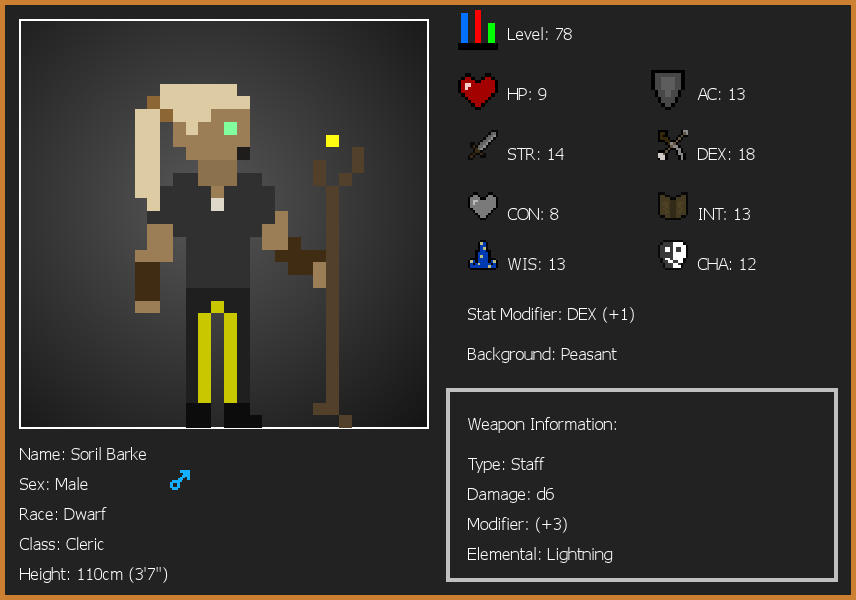 Level: 78
HP: 9
AC: 13
STR: 14
DEX: 18
CON: 8
INT: 13
WIS: 13
CHA: 12
Stat Modifier: DEX (+1)
Background: Peasant
Weapon Information:
Type: Staff
Damage: d6
Modifier: (+3)
Elemental: Lightning
Name: Soril Barke
Sex: Male
Race: Dwarf
Class: Cleric
Height: 110cm (3'7")